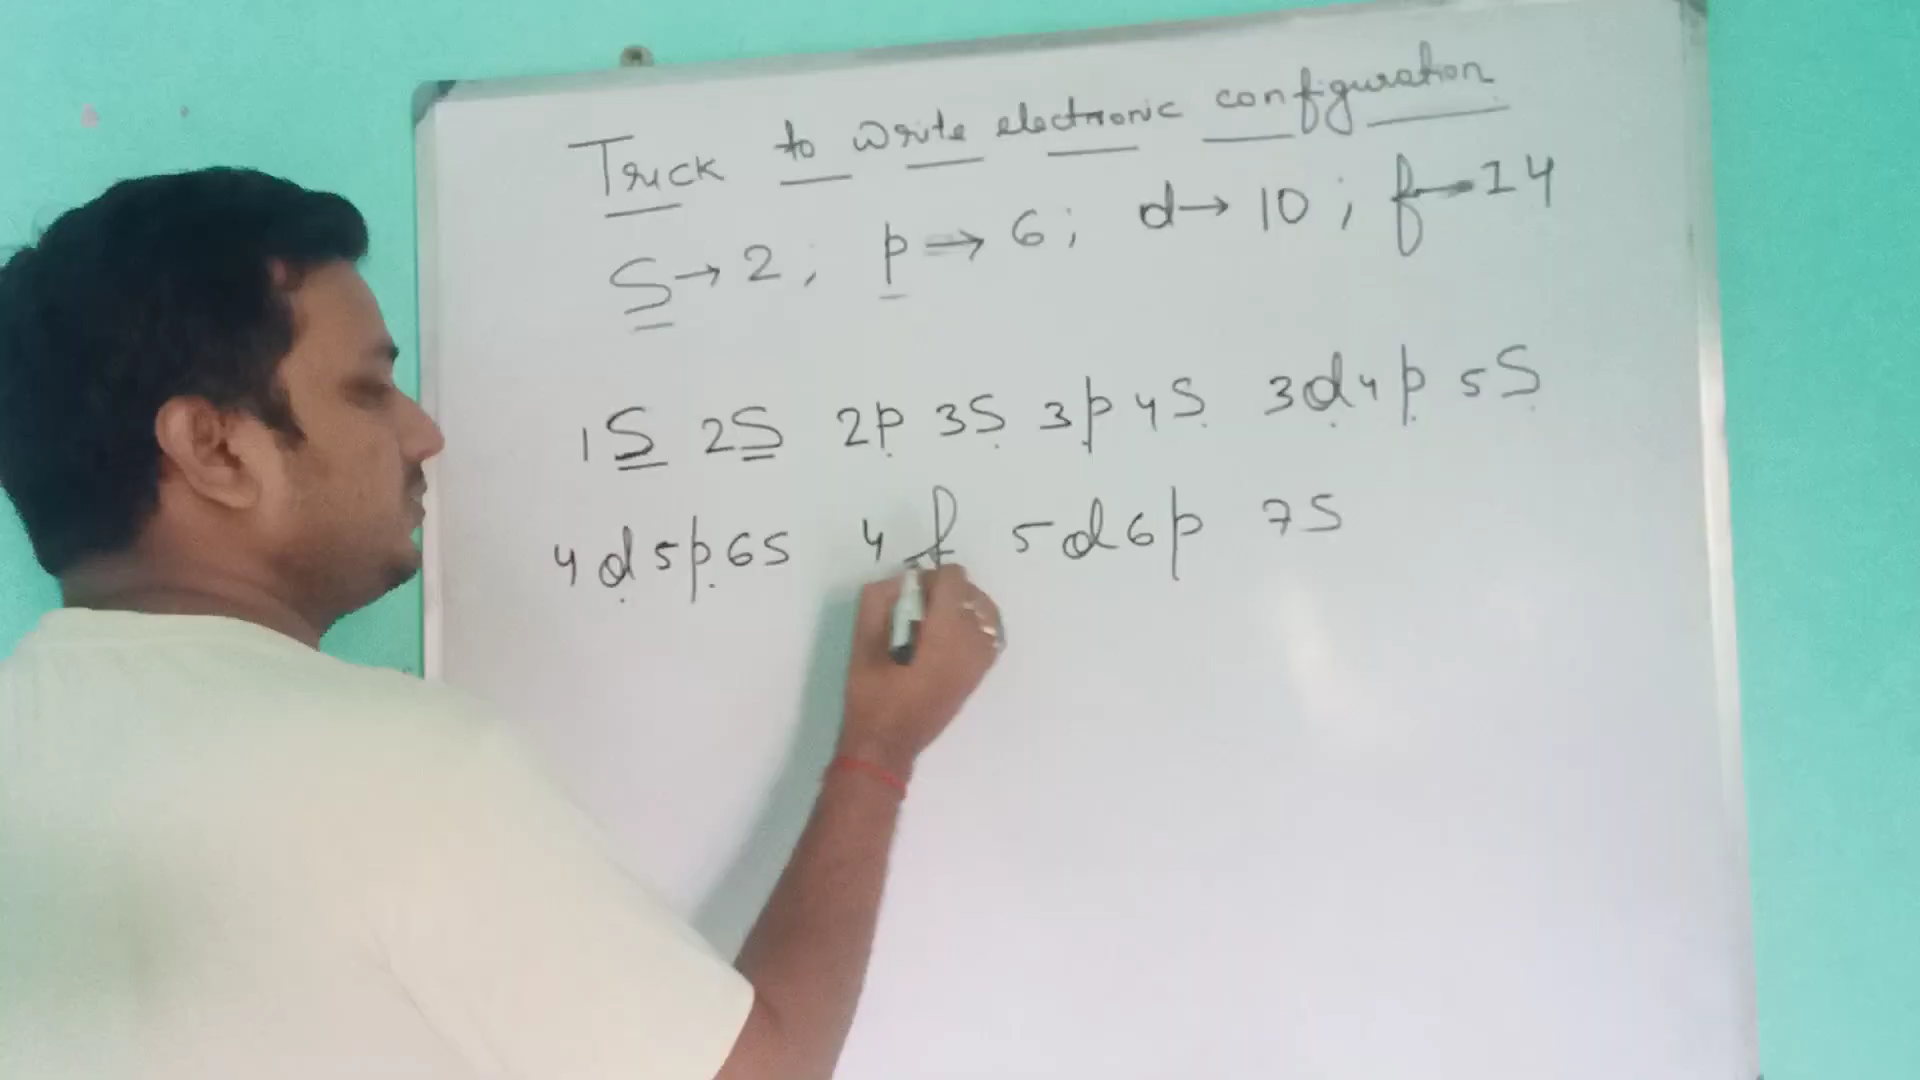 Trick to write electronic configuration
S→2; p→6; d→10; f→14
1S 2S 2p 3S 3p 4S 3d 4p 5S
4d 5p 6S 4f 5d 6p 7S